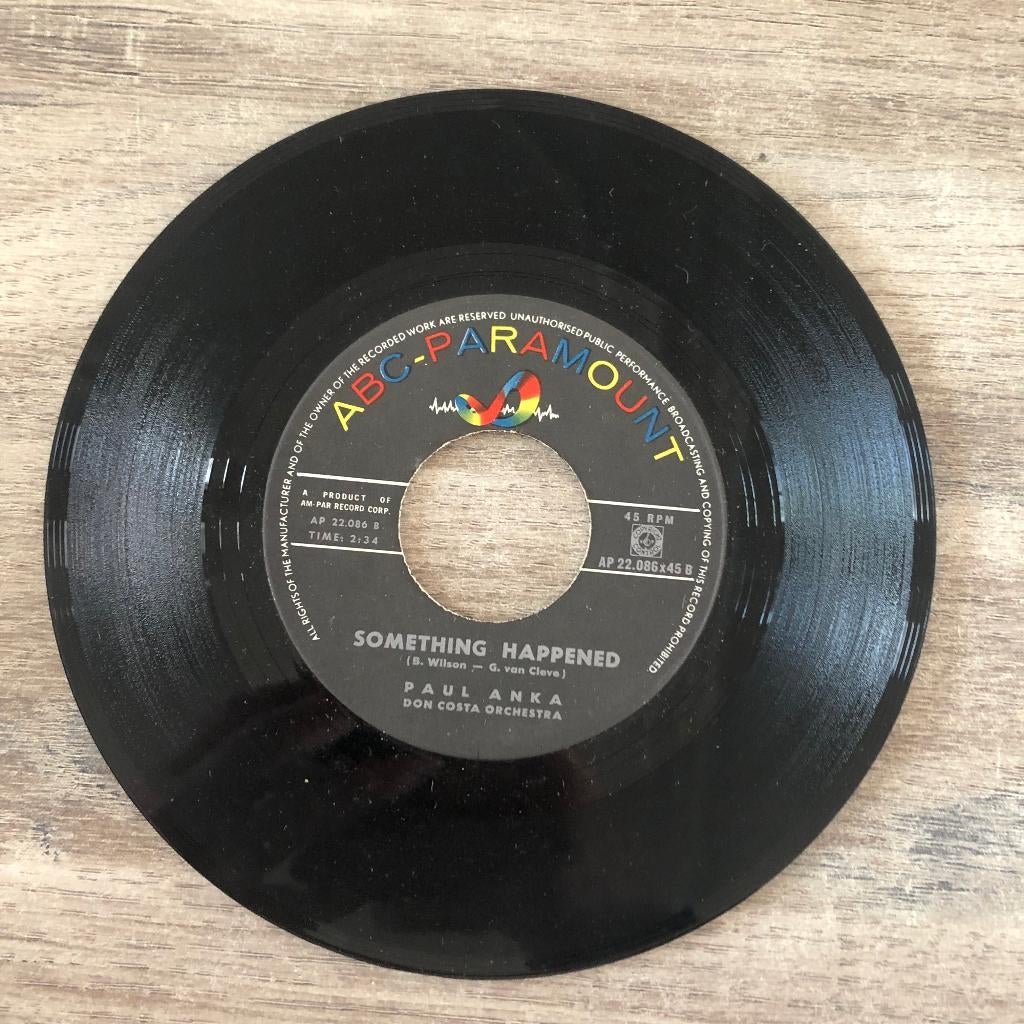 ALL RIGHTS OF THE MANUFACTURER AND OF THE OWNER OF THE RECORDED WORK ARE RESERVED UNAUTHORISED PUBLIC PERFORMANCE BROADCASTING AND COPYING OF THIS RECORD PROHIBITED
ABC-PARAMOUNT
A PRODUCT OF
AM-PAR RECORD CORP.
AP 22.086 B
TIME: 2:34
45 RPM
AP 22.086x45 B
SOMETHING HAPPENED
(B. Wilson — G. van Cleve)
PAUL ANKA
DON COSTA ORCHESTRA